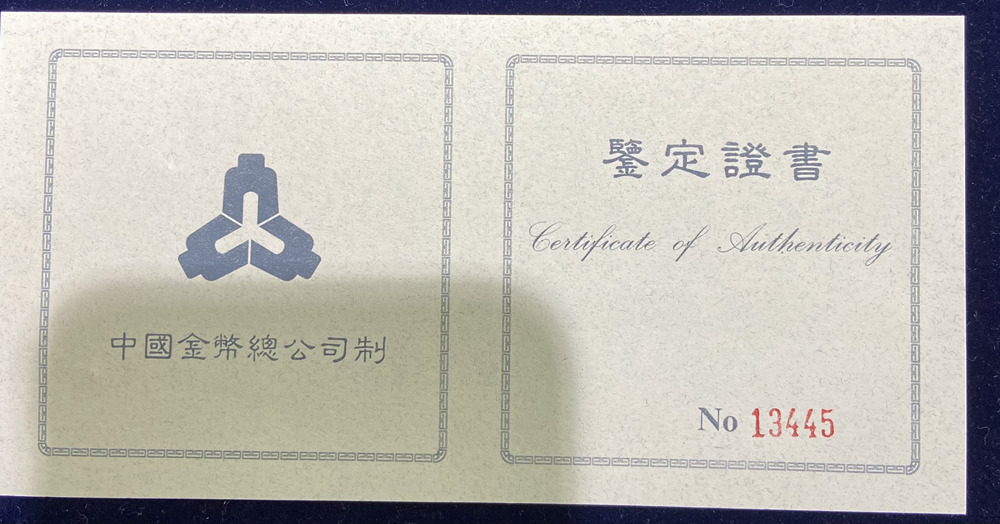 中國金幣總公司制
鑒定證書
Certificate of Authenticity
No 13445